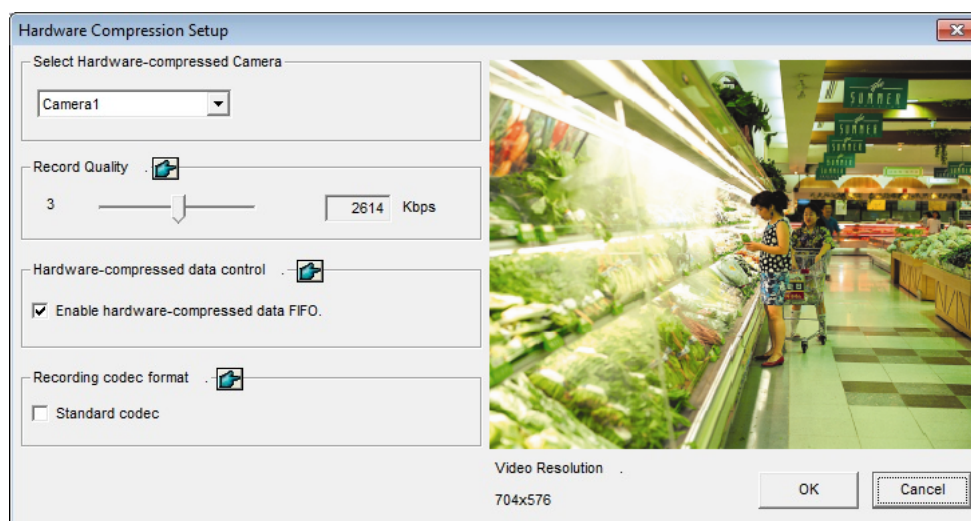 Hardware Compression Setup
Select Hardware-compressed Camera
Camera1
Record Quality .
3
2614 Kbps
Hardware-compressed data control .
Enable hardware-compressed data FIFO.
Recording codec format .
Standard codec
SUMMER
SUMMER
Video Resolution .
704x576
OK
Cancel